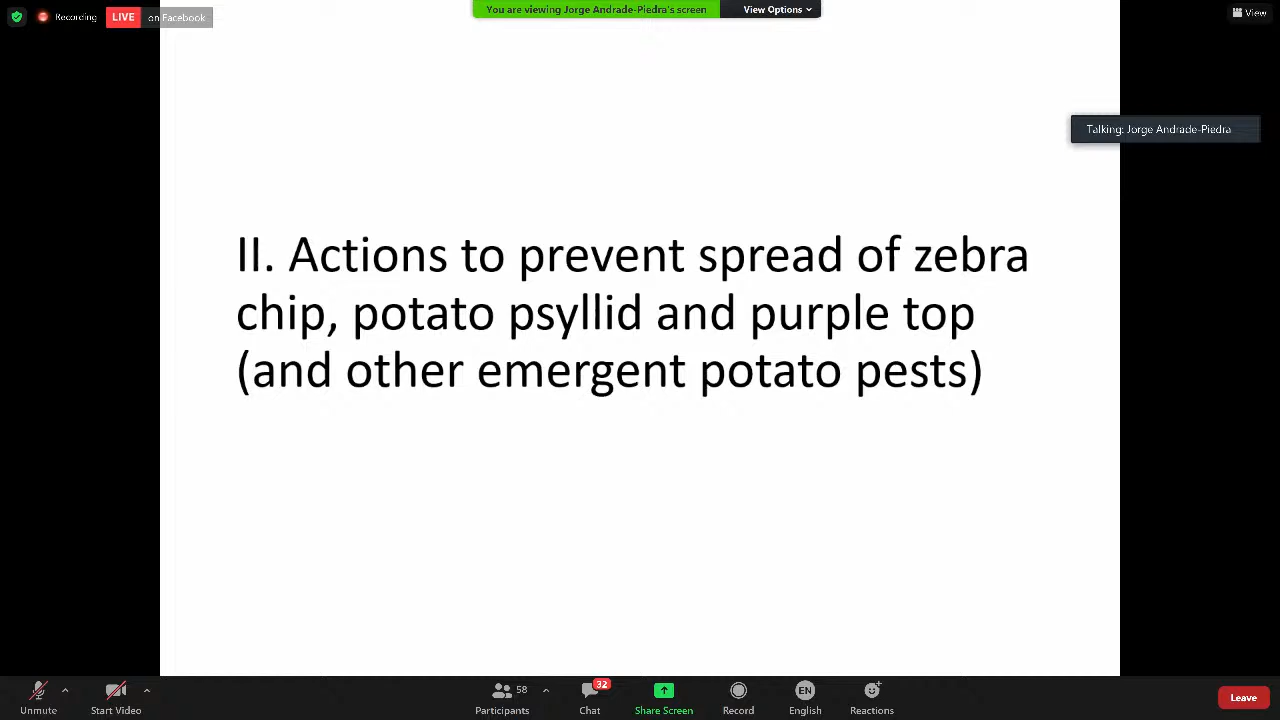 Recording
LIVE on Facebook
You are viewing Jorge Andrade-Piedra's screen
View Options
View
Talking: Jorge Andrade-Piedra
II. Actions to prevent spread of zebra
chip, potato psyllid and purple top
(and other emergent potato pests)
Unmute
Start Video
58
Participants
32
Chat
Share Screen
Record
EN
English
Reactions
Leave